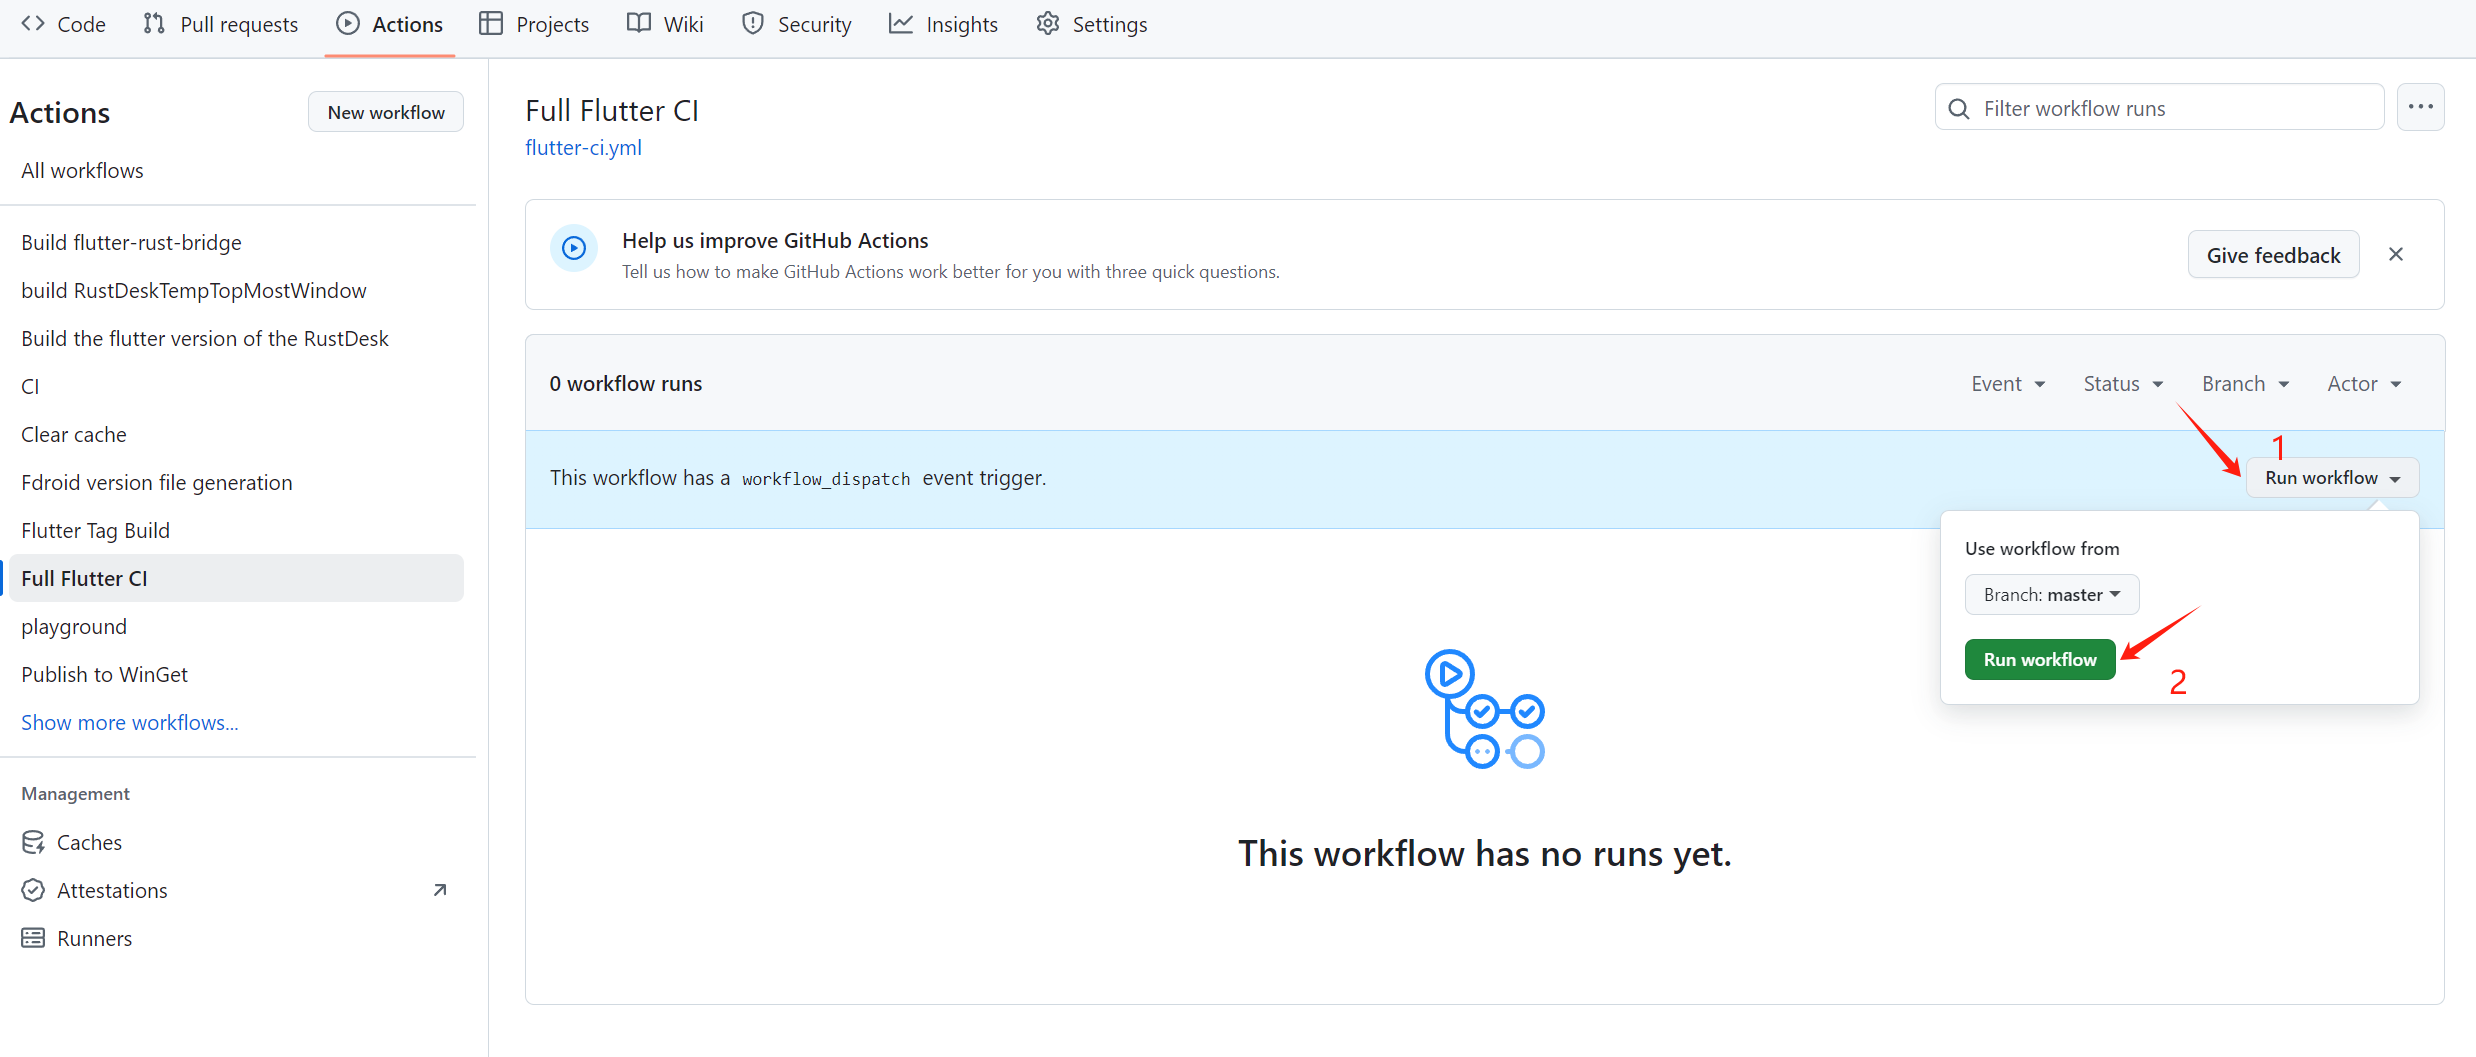 Code Pull requests Actions Projects Wiki Security Insights Settings
Actions
New workflow
All workflows
Build flutter-rust-bridge
build RustDeskTempTopMostWindow
Build the flutter version of the RustDesk
CI
Clear cache
Fdroid version file generation
Flutter Tag Build
Full Flutter CI
playground
Publish to WinGet
Show more workflows...
Management
Caches
Attestations
Runners
Full Flutter CI
flutter-ci.yml
Filter workflow runs
Help us improve GitHub Actions
Tell us how to make GitHub Actions work better for you with three quick questions.
Give feedback
0 workflow runs
Event Status Branch Actor
1
This workflow has a workflow_dispatch event trigger.
Run workflow
Use workflow from
Branch: master
Run workflow
2
This workflow has no runs yet.